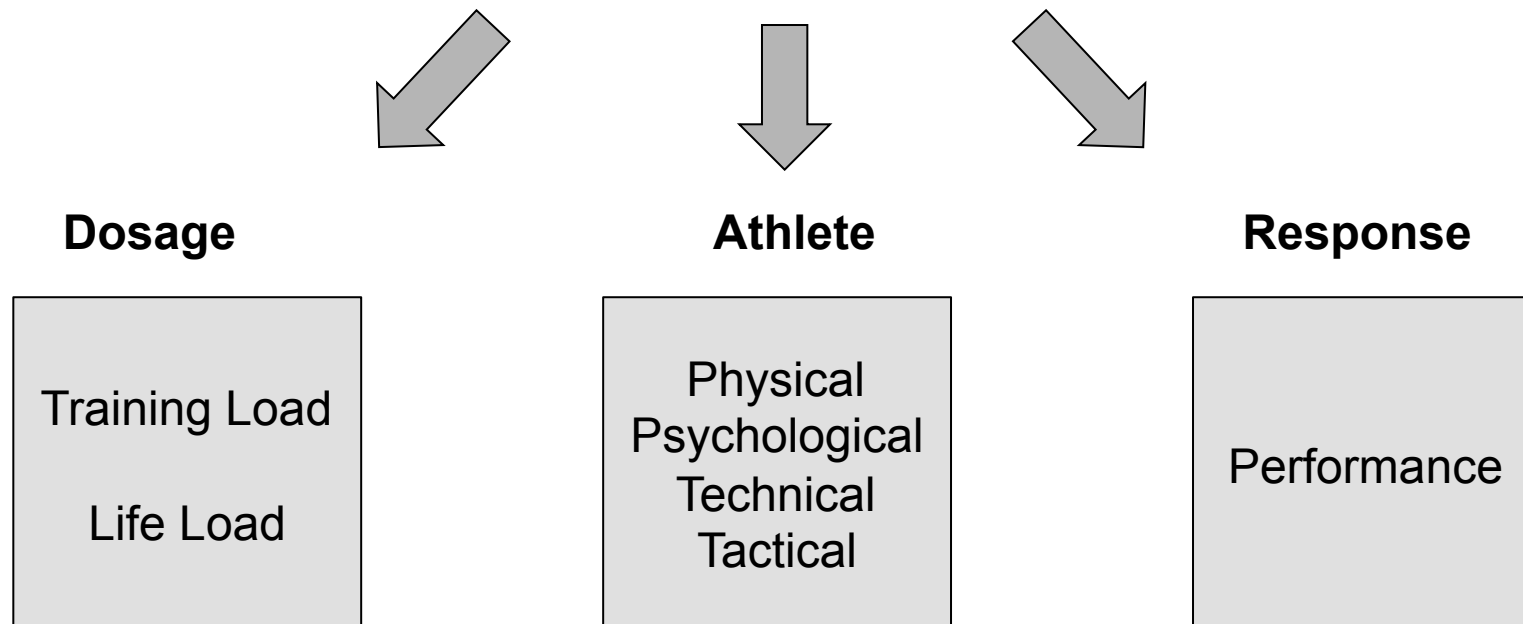 Dosage
Athlete
Response
Training Load
Life Load
Physical
Psychological
Technical
Tactical
Performance